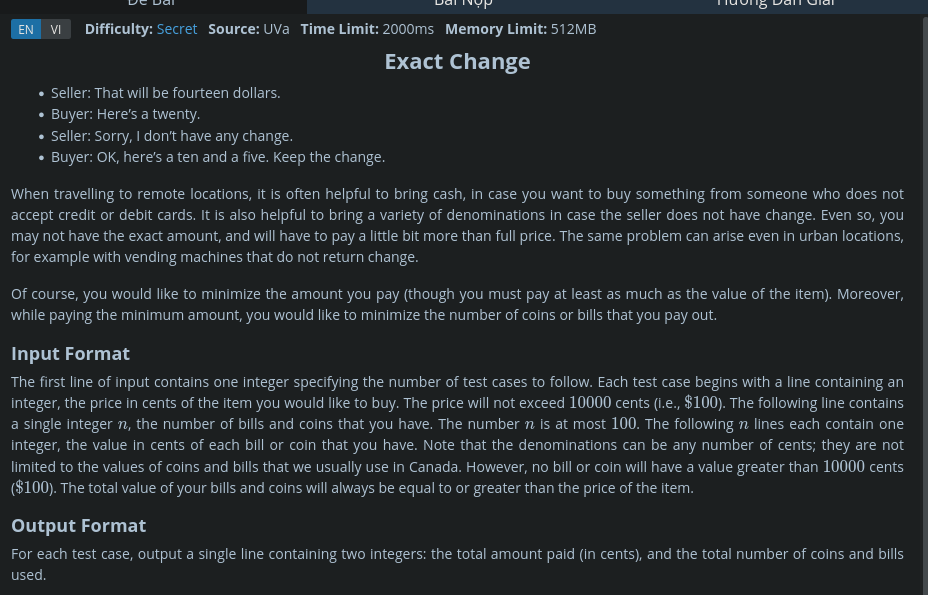 Đề Bài Bài Nộp Hướng Dẫn Giải
EN VI Difficulty: Secret Source: UVa Time Limit: 2000ms Memory Limit: 512MB
Exact Change
• Seller: That will be fourteen dollars.
• Buyer: Here's a twenty.
• Seller: Sorry, I don't have any change.
• Buyer: OK, here's a ten and a five. Keep the change.
When travelling to remote locations, it is often helpful to bring cash, in case you want to buy something from someone who does not
accept credit or debit cards. It is also helpful to bring a variety of denominations in case the seller does not have change. Even so, you
may not have the exact amount, and will have to pay a little bit more than full price. The same problem can arise even in urban locations,
for example with vending machines that do not return change.
Of course, you would like to minimize the amount you pay (though you must pay at least as much as the value of the item). Moreover,
while paying the minimum amount, you would like to minimize the number of coins or bills that you pay out.
Input Format
The first line of input contains one integer specifying the number of test cases to follow. Each test case begins with a line containing an
integer, the price in cents of the item you would like to buy. The price will not exceed 10000 cents (i.e., $100). The following line contains
a single integer n, the number of bills and coins that you have. The number n is at most 100. The following n lines each contain one
integer, the value in cents of each bill or coin that you have. Note that the denominations can be any number of cents; they are not
limited to the values of coins and bills that we usually use in Canada. However, no bill or coin will have a value greater than 10000 cents
($100). The total value of your bills and coins will always be equal to or greater than the price of the item.
Output Format
For each test case, output a single line containing two integers: the total amount paid (in cents), and the total number of coins and bills
used.